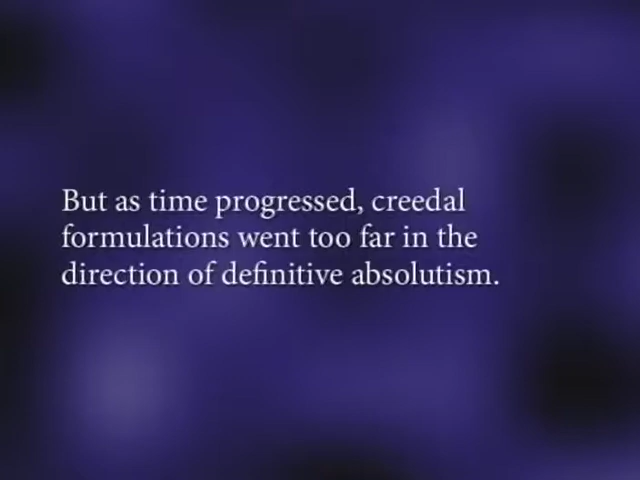 But as time progressed, creedal
formulations went too far in the
direction of definitive absolutism.